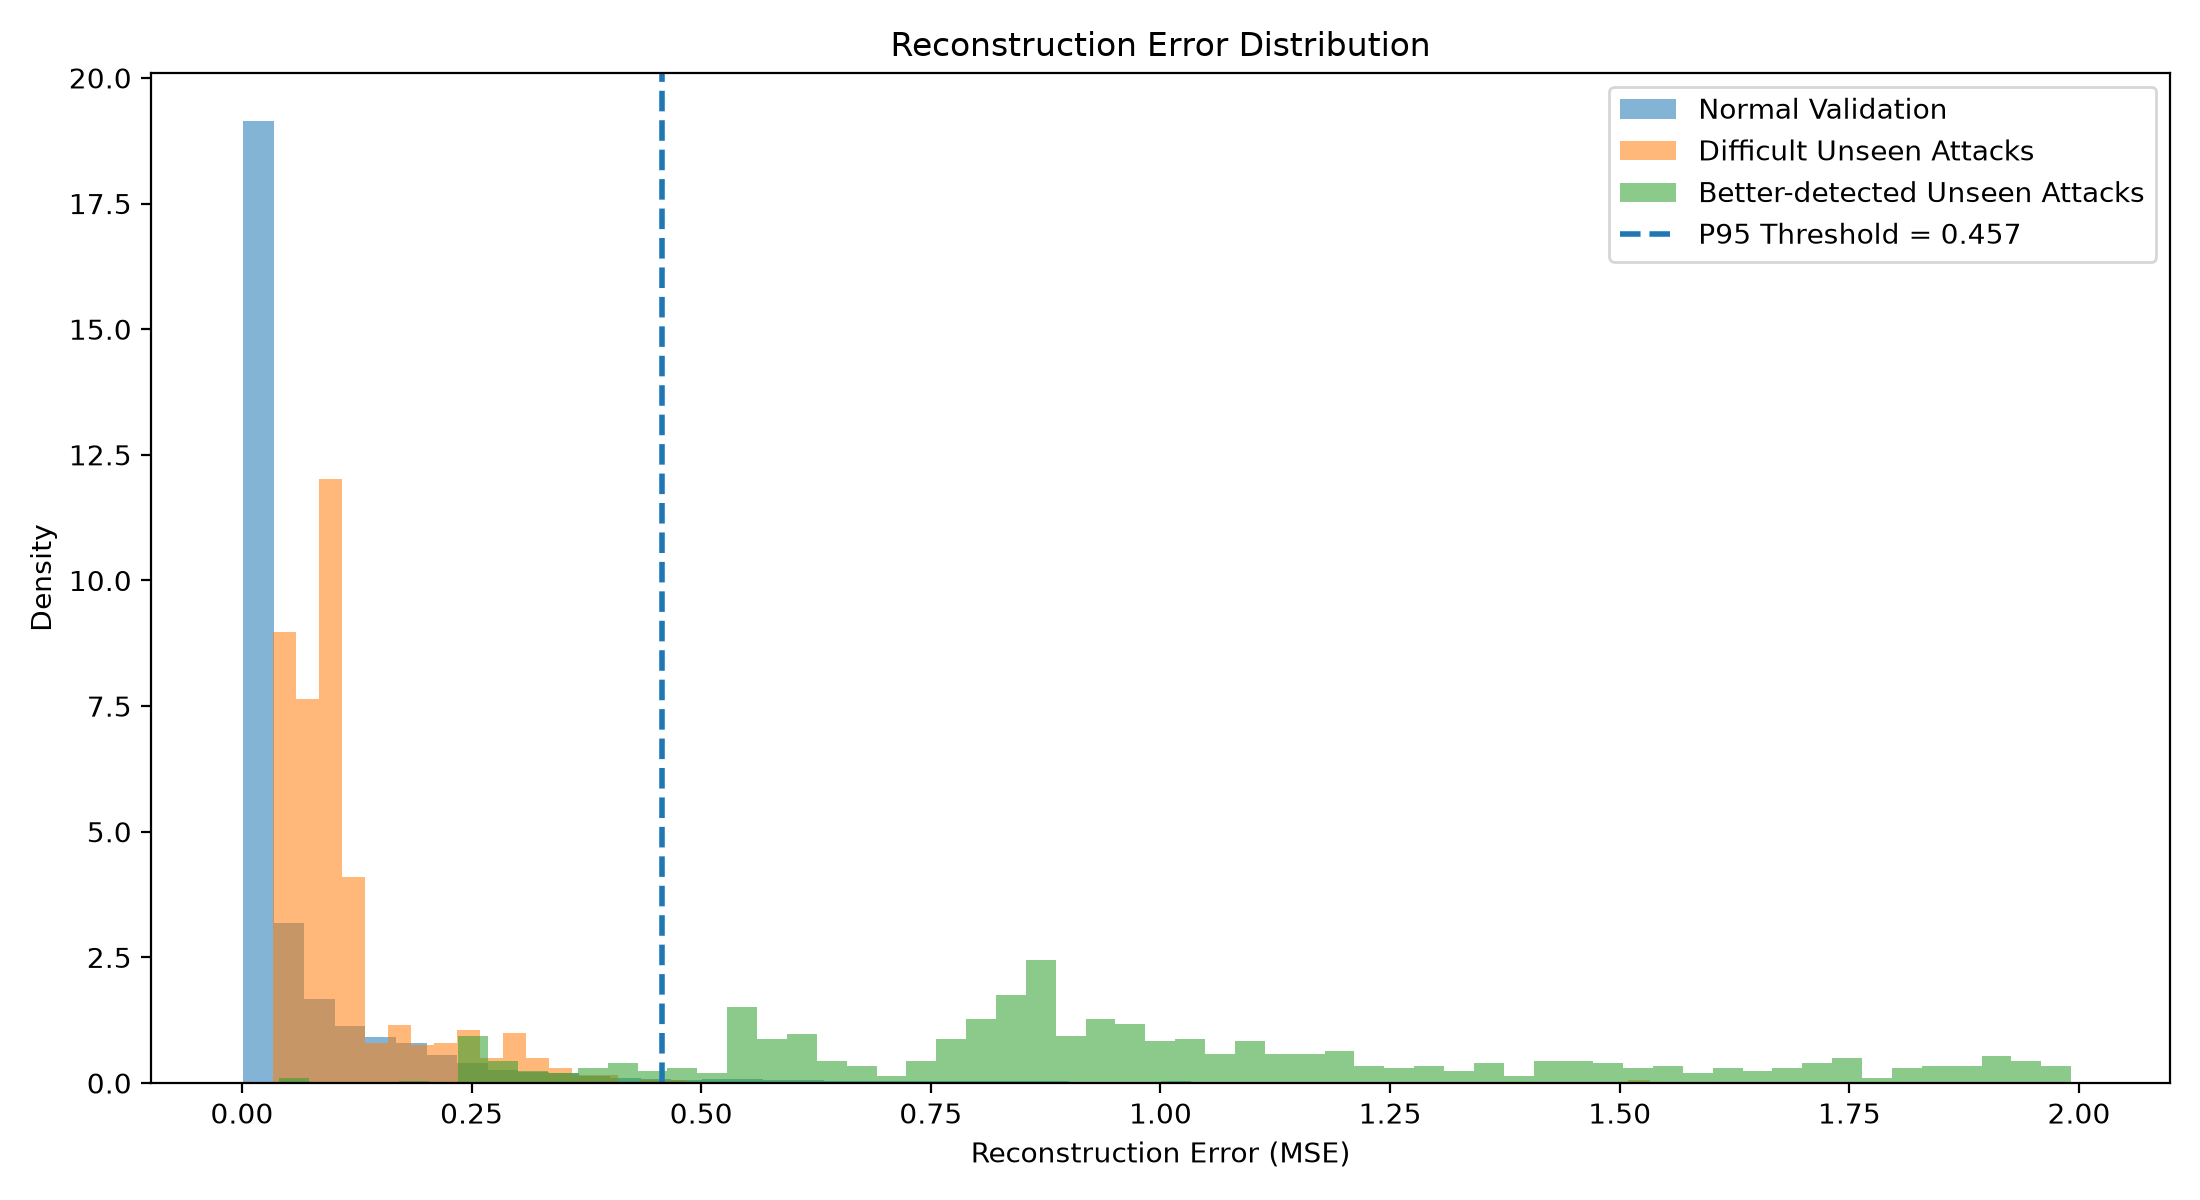 Reconstruction Error Distribution
Normal Validation
Difficult Unseen Attacks
Better-detected Unseen Attacks
P95 Threshold = 0.457
Density
20.0
17.5
15.0
12.5
10.0
7.5
5.0
2.5
0.0
0.00 0.25 0.50 0.75 1.00 1.25 1.50 1.75 2.00
Reconstruction Error (MSE)